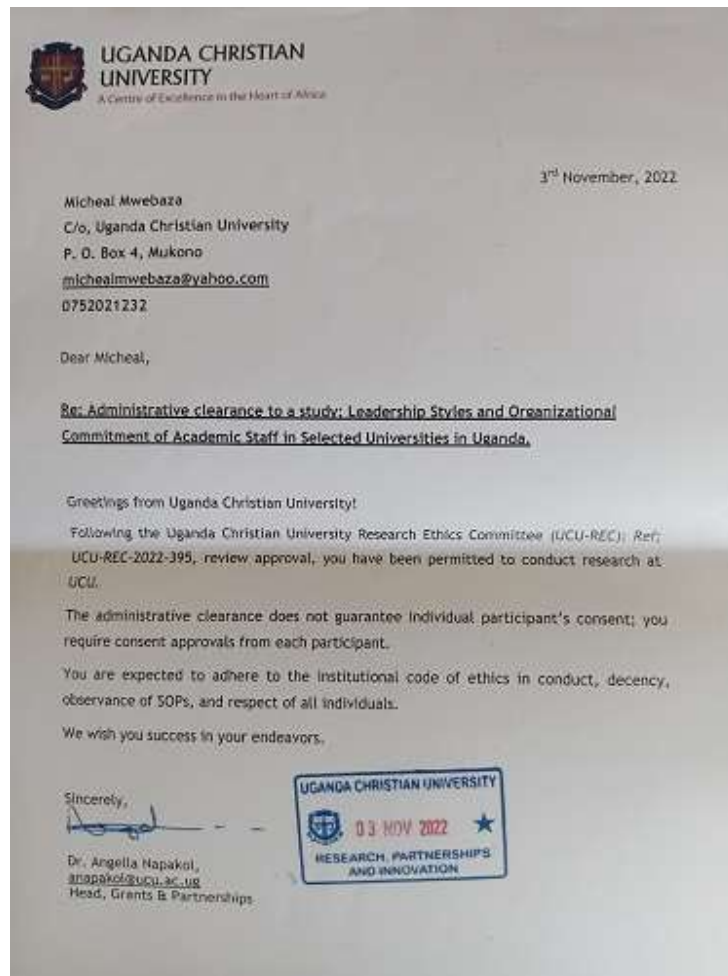 UGANDA CHRISTIAN
UNIVERSITY
A Centre of Excellence in the Heart of Africa
3rd November, 2022
Micheal Mwebaza
C/o, Uganda Christian University
P. O. Box 4, Mukono
michealmwebaza@yahoo.com
0752021232
Dear Micheal,
Re: Administrative clearance to a study; Leadership Styles and Organizational
Commitment of Academic Staff in Selected Universities in Uganda.
Greetings from Uganda Christian University!
Following the Uganda Christian University Research Ethics Committee (UCU-REC); Ref;
UCU-REC-2022-395, review approval, you have been permitted to conduct research at
UCU.
The administrative clearance does not guarantee individual participant's consent; you
require consent approvals from each participant.
You are expected to adhere to the institutional code of ethics in conduct, decency,
observance of SOPs, and respect of all individuals.
We wish you success in your endeavors.
Sincerely,
Dr. Angella Napakol,
anapakol@ucu.ac.ug
Head, Grants & Partnerships
UGANDA CHRISTIAN UNIVERSITY
03 NOV 2022
RESEARCH, PARTNERSHIPS
AND INNOVATION